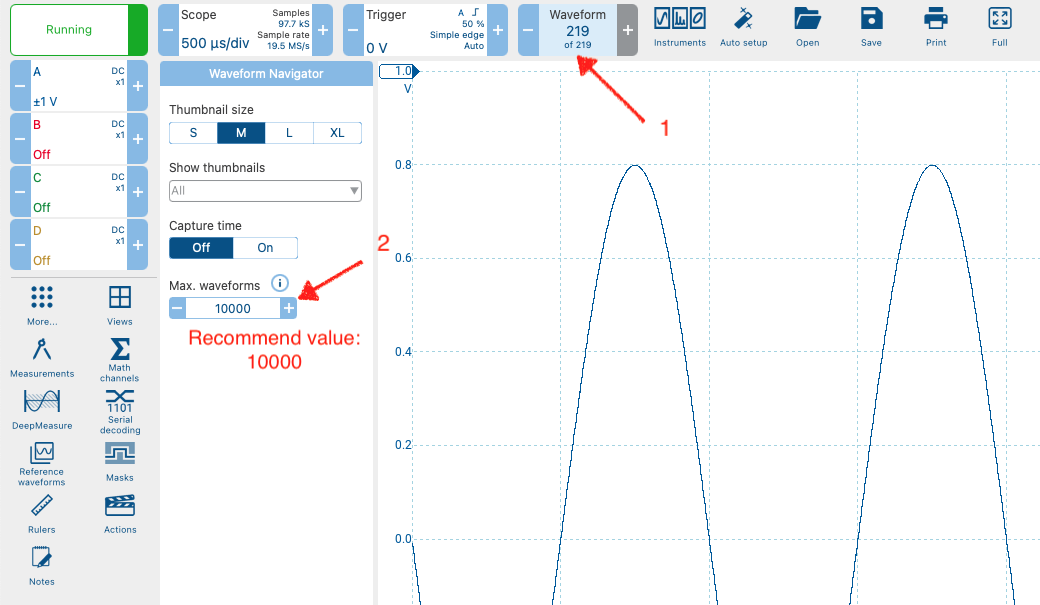 Running
Scope
500 µs/div
Samples
97.7 kS
Sample rate
19.5 MS/s
Trigger
0 V
A
50 %
Simple edge
Auto
Waveform
219
of 219
Instruments
Auto setup
Open
Save
Print
Full
A
DC
x1
±1 V
B
DC
x1
Off
C
DC
x1
Off
D
DC
x1
Off
More...
Views
Measurements
Math
channels
DeepMeasure
1101
Serial
decoding
Reference
waveforms
Masks
Rulers
Actions
Notes
Waveform Navigator
Thumbnail size
S M L XL
Show thumbnails
All
Capture time
Off On
Max. waveforms
i
10000
Recommend value:
10000
1
2
1.0
V
0.8
0.6
0.4
0.2
0.0